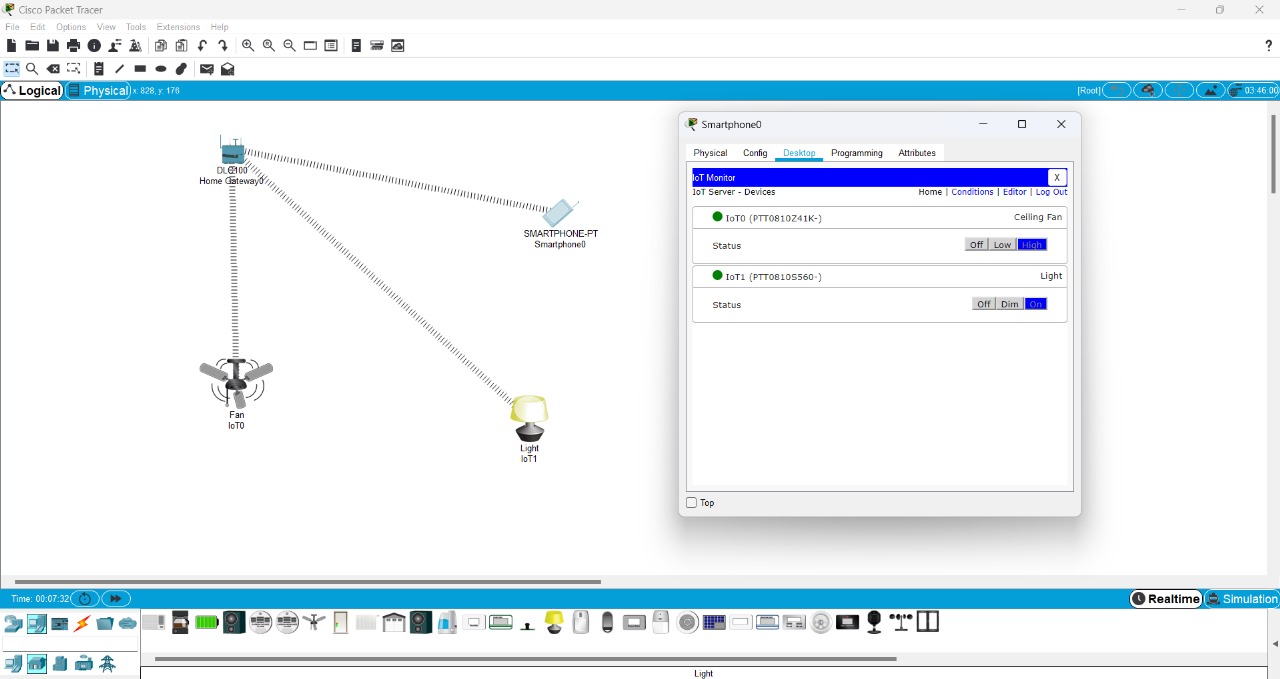 Cisco Packet Tracer
File Edit Options View Tools Extensions Help
?
Logical Physical x: 828, y: 176 [Root] 03:46:00
DLC100
Home Gateway0
SMARTPHONE-PT
Smartphone0
Fan
IoT0
Light
IoT1
Smartphone0
Physical Config Desktop Programming Attributes
IoT Monitor X
IoT Server - Devices Home | Conditions | Editor | Log Out
IoT0 (PTT0810Z41K-) Ceiling Fan
Status Off Low High
IoT1 (PTT0810S560-) Light
Status Off Dim On
Top
Time: 00:07:32 Realtime Simulation
Light